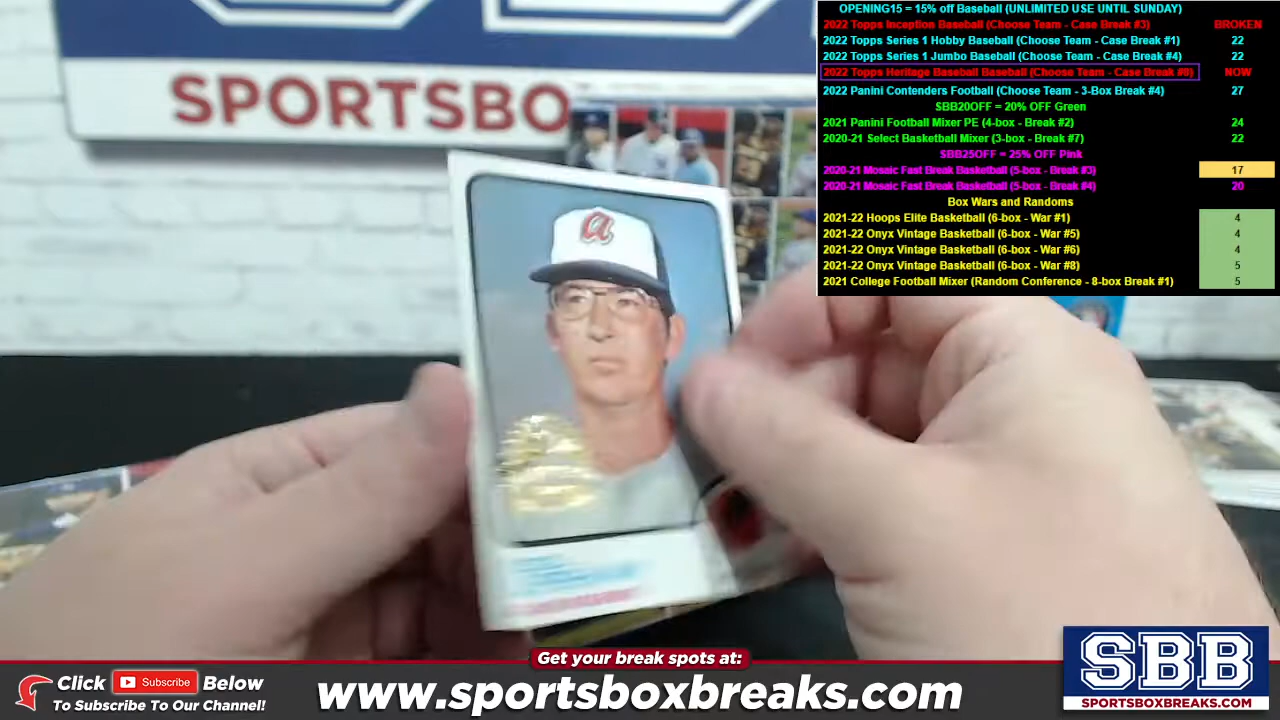 OPENING15 = 15% off Baseball (UNLIMITED USE UNTIL SUNDAY)
2022 Topps Inception Baseball (Choose Team - Case Break #3) BROKEN
2022 Topps Series 1 Hobby Baseball (Choose Team - Case Break #1) 22
2022 Topps Series 1 Jumbo Baseball (Choose Team - Case Break #4) 22
2022 Topps Heritage Baseball Baseball (Choose Team - Case Break #9) NOW
2022 Panini Contenders Football (Choose Team - 3-Box Break #4) 27
SBB20OFF = 20% OFF Green
2021 Panini Football Mixer PE (4-box - Break #2) 24
2020-21 Select Basketball Mixer (3-box - Break #7) 22
SBB25OFF = 25% OFF Pink
2020-21 Mosaic Fast Break Basketball (5-box - Break #3) 17
2020-21 Mosaic Fast Break Basketball (5-box - Break #4) 20
Box Wars and Randoms
2021-22 Hoops Elite Basketball (6-box - War #1) 4
2021-22 Onyx Vintage Basketball (6-box - War #5) 4
2021-22 Onyx Vintage Basketball (6-box - War #6) 4
2021-22 Onyx Vintage Basketball (6-box - War #8) 5
2021 College Football Mixer (Random Conference - 8-box Break #1) 5
SPORTSBO
a
Get your break spots at:
Click Subscribe Below
To Subscribe To Our Channel!
www.sportsboxbreaks.com
SBB
SPORTSBOXBREAKS.COM